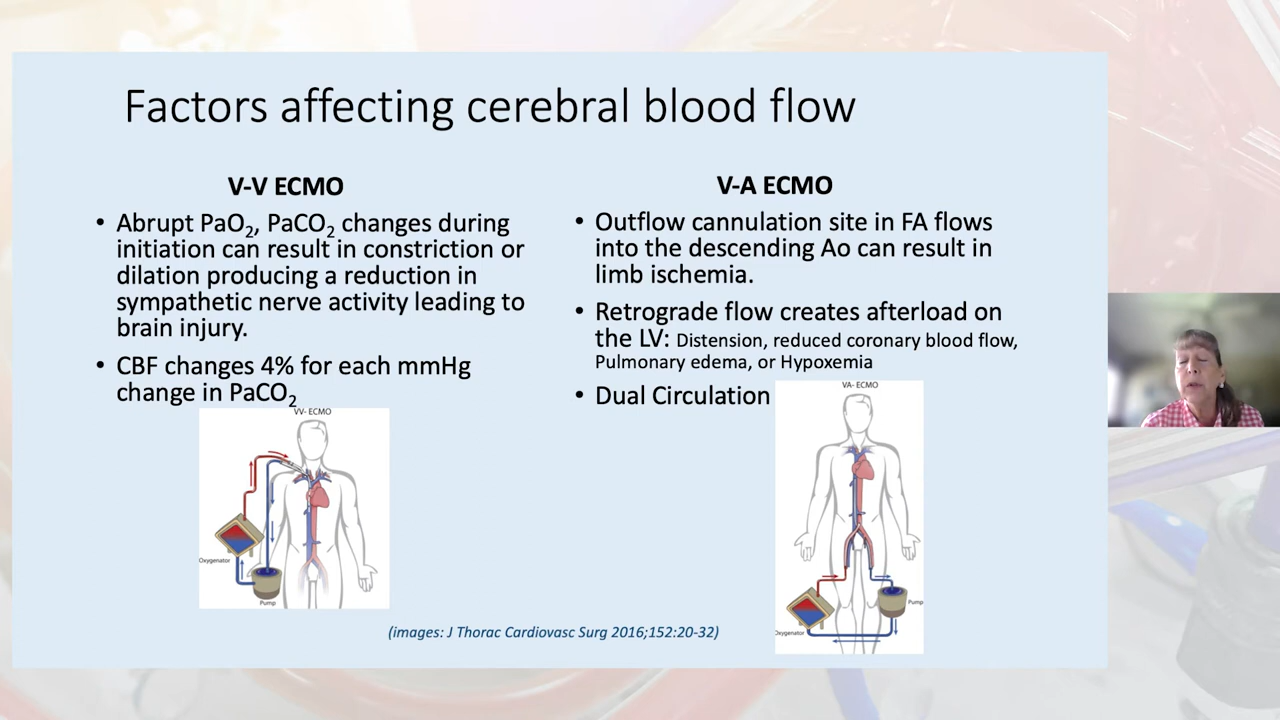 Factors affecting cerebral blood flow
V-V ECMO
• Abrupt PaO2, PaCO2 changes during
initiation can result in constriction or
dilation producing a reduction in
sympathetic nerve activity leading to
brain injury.
• CBF changes 4% for each mmHg
change in PaCO2
VV- ECMO
Oxygenator
Pump
V-A ECMO
• Outflow cannulation site in FA flows
into the descending Ao can result in
limb ischemia.
• Retrograde flow creates afterload on
the LV: Distension, reduced coronary blood flow,
Pulmonary edema, or Hypoxemia
• Dual Circulation
VA- ECMO
Pump
Oxygenator
(images: J Thorac Cardiovasc Surg 2016;152:20-32)